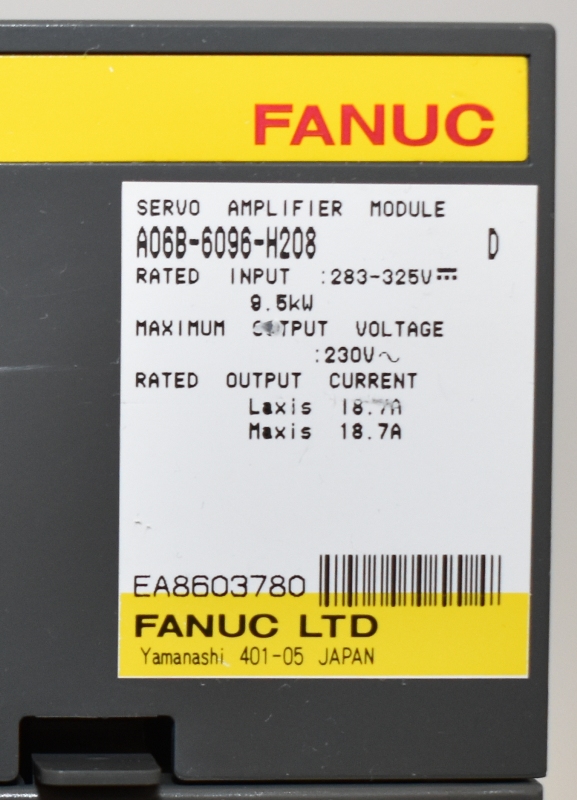 FANUC
SERVO AMPLIFIER MODULE
A06B-6096-H208 D
RATED INPUT :283-325V⎓
9.5kW
MAXIMUM OUTPUT VOLTAGE
:230V～
RATED OUTPUT CURRENT
Laxis 18.7A
Maxis 18.7A
EA8603780
FANUC LTD
Yamanashi 401-05 JAPAN